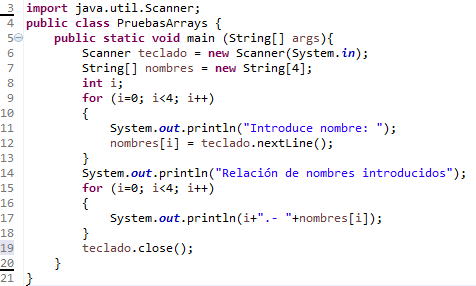 3 import java.util.Scanner;
4 public class PruebasArrays {
5 public static void main (String[] args){
6 Scanner teclado = new Scanner(System.in);
7 String[] nombres = new String[4];
8 int i;
9 for (i=0; i<4; i++)
10 {
11 System.out.println("Introduce nombre: ");
12 nombres[i] = teclado.nextLine();
13 }
14 System.out.println("Relación de nombres introducidos");
15 for (i=0; i<4; i++)
16 {
17 System.out.println(i+".- "+nombres[i]);
18 }
19 teclado.close();
20 }
21 }